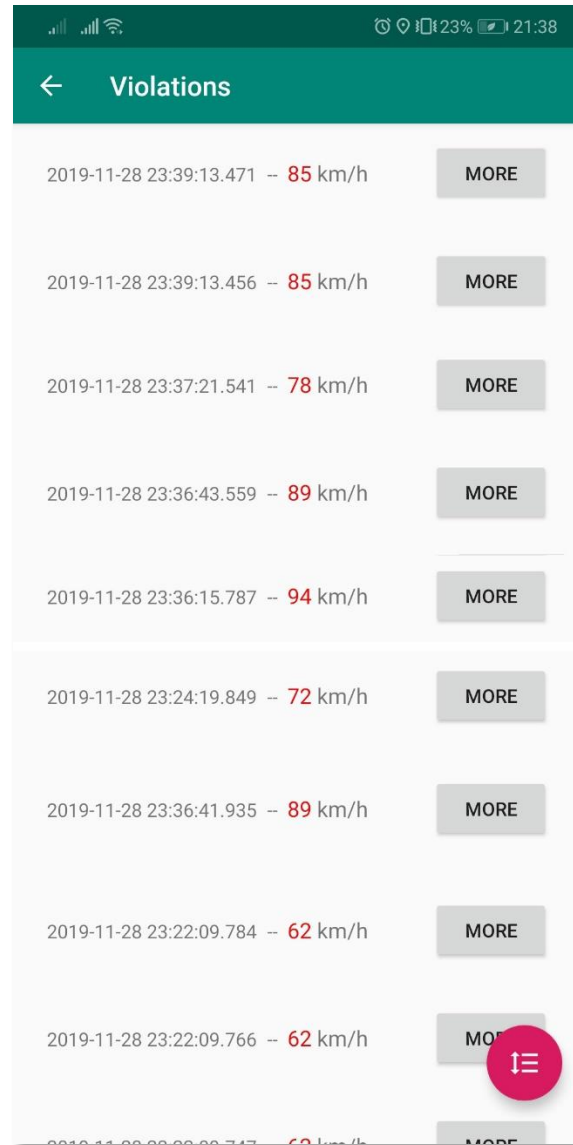 23% 21:38
Violations
2019-11-28 23:39:13.471 -- 85 km/h MORE
2019-11-28 23:39:13.456 -- 85 km/h MORE
2019-11-28 23:37:21.541 -- 78 km/h MORE
2019-11-28 23:36:43.559 -- 89 km/h MORE
2019-11-28 23:36:15.787 -- 94 km/h MORE
2019-11-28 23:24:19.849 -- 72 km/h MORE
2019-11-28 23:36:41.935 -- 89 km/h MORE
2019-11-28 23:22:09.784 -- 62 km/h MORE
2019-11-28 23:22:09.766 -- 62 km/h